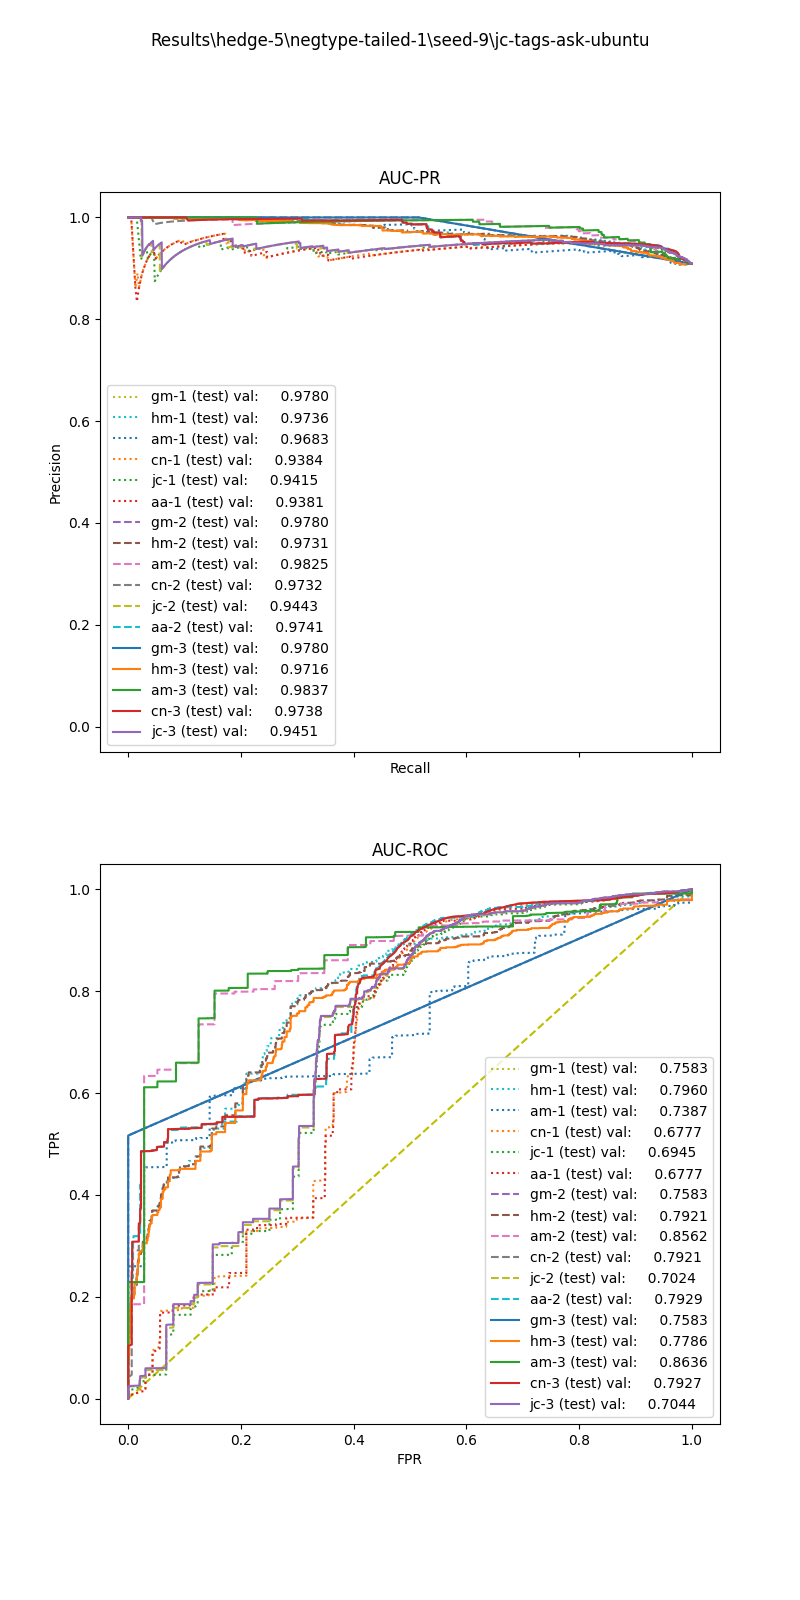 Results\hedge-5\negtype-tailed-1\seed-9\jc-tags-ask-ubuntu
AUC-PR
1.0
0.8
0.6
0.4
0.2
0.0
Precision
gm-1 (test) val: 0.9780
hm-1 (test) val: 0.9736
am-1 (test) val: 0.9683
cn-1 (test) val: 0.9384
jc-1 (test) val: 0.9415
aa-1 (test) val: 0.9381
gm-2 (test) val: 0.9780
hm-2 (test) val: 0.9731
am-2 (test) val: 0.9825
cn-2 (test) val: 0.9732
jc-2 (test) val: 0.9443
aa-2 (test) val: 0.9741
gm-3 (test) val: 0.9780
hm-3 (test) val: 0.9716
am-3 (test) val: 0.9837
cn-3 (test) val: 0.9738
jc-3 (test) val: 0.9451
Recall
AUC-ROC
1.0
0.8
0.6
0.4
0.2
0.0
TPR
gm-1 (test) val: 0.7583
hm-1 (test) val: 0.7960
am-1 (test) val: 0.7387
cn-1 (test) val: 0.6777
jc-1 (test) val: 0.6945
aa-1 (test) val: 0.6777
gm-2 (test) val: 0.7583
hm-2 (test) val: 0.7921
am-2 (test) val: 0.8562
cn-2 (test) val: 0.7921
jc-2 (test) val: 0.7024
aa-2 (test) val: 0.7929
gm-3 (test) val: 0.7583
hm-3 (test) val: 0.7786
am-3 (test) val: 0.8636
cn-3 (test) val: 0.7927
jc-3 (test) val: 0.7044
0.0 0.2 0.4 0.6 0.8 1.0
FPR